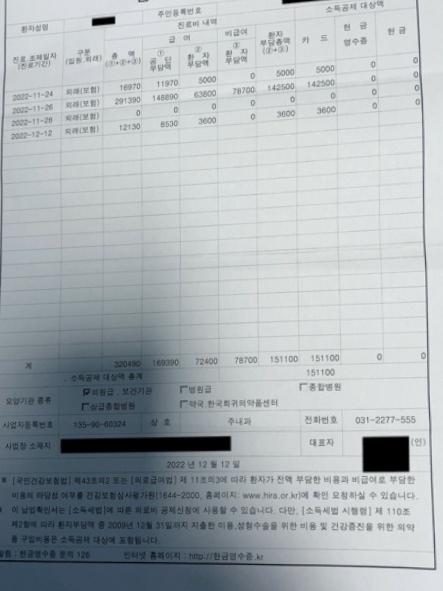 환자성명 주민등록번호 소득공제 대상액
진료비 내역
진료.조제일자 (진료기간) 구분 (입원.외래) 총 액 (①+②+③) 급 여 ① 공 단 부담액 ② 환 자 부담액 비급여 ③ 환 자 부담액 환자 부담총액 (②+③) 카 드 현 금 영수증 현 금
2022-11-24 외래(보험) 16970 11970 5000 0 5000 5000 0 0
2022-11-26 외래(보험) 291390 148890 63800 78700 142500 142500 0 0
2022-11-28 외래(보험) 0 0 0 0 0 0 0 0
2022-12-12 외래(보험) 12130 8530 3600 0 3600 3600 0 0
계 320490 169390 72400 78700 151100 151100 0 0
소득공제 대상액 총계 151100
요양기관 종류 의원급 . 보건기관 병원급 종합병원
상급종합병원 약국,한국희귀의약품센터
사업자등록번호 135-90-60324 상 호 주내과 전화번호 031-2277-555
사업장 소재지 대표자 (인)
2022 년 12 월 12 일
* [국민건강보험법] 제43조의2 또는 [의료급여법] 제 11조의3에 따라 환자가 전액 부담한 비용과 비급여로 부담한
비용의 타당성 여부를 건강보험심사평가원(1644-2000, 홈페이지: www.hira.or.kr)에 확인 요청하실 수 있습니다.
이 납입확인서는 [소득세법]에 따른 의료비 공제신청에 사용할 수 있습니다. 다만, [소득세법 시행령] 제 110조
제2항에 따라 환자부담액 중 2009년 12월 31일까지 지출한 미용,성형수술을 위한 비용 및 건강증진을 위한 의약
품 구입비용은 소득공제 대상에 포함됩니다.
현금영수증 문의 126 인터넷 홈페이지 : http://현금영수증.kr